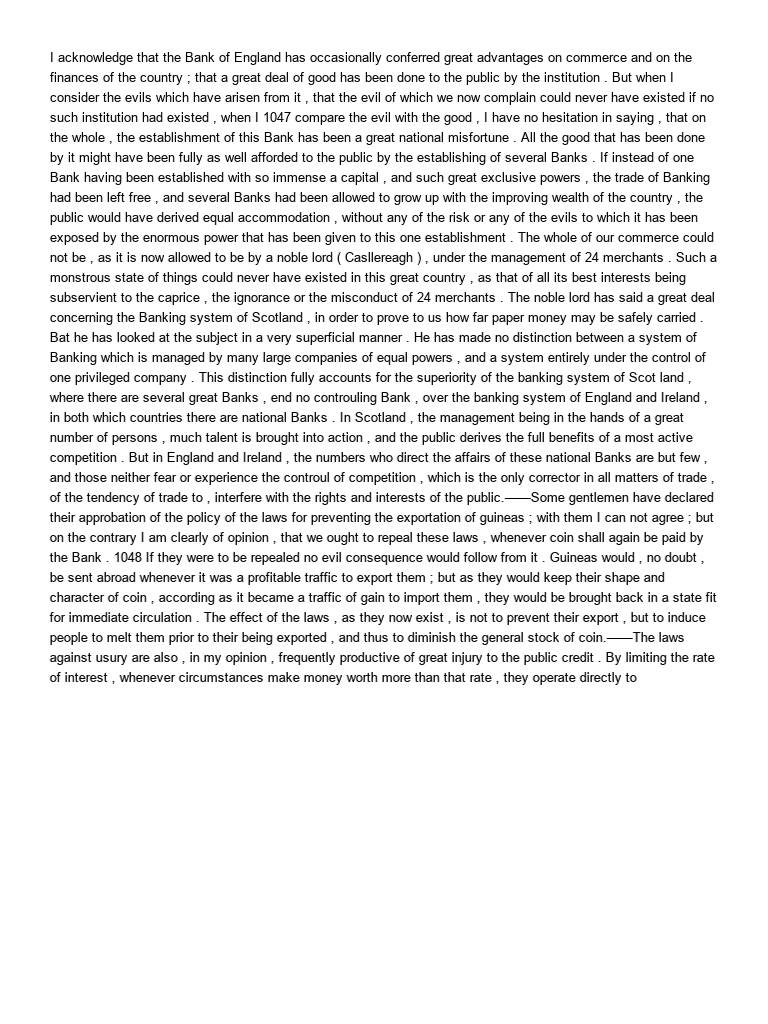 I acknowledge that the Bank of England has occasionally conferred great advantages on commerce and on the
finances of the country ; that a great deal of good has been done to the public by the institution . But when I
consider the evils which have arisen from it , that the evil of which we now complain could never have existed if no
such institution had existed , when I 1047 compare the evil with the good , I have no hesitation in saying , that on
the whole , the establishment of this Bank has been a great national misfortune . All the good that has been done
by it might have been fully as well afforded to the public by the establishing of several Banks . If instead of one
Bank having been established with so immense a capital , and such great exclusive powers , the trade of Banking
had been left free , and several Banks had been allowed to grow up with the improving wealth of the country , the
public would have derived equal accommodation , without any of the risk or any of the evils to which it has been
exposed by the enormous power that has been given to this one establishment . The whole of our commerce could
not be , as it is now allowed to be by a noble lord ( Casllereagh ) , under the management of 24 merchants . Such a
monstrous state of things could never have existed in this great country , as that of all its best interests being
subservient to the caprice , the ignorance or the misconduct of 24 merchants . The noble lord has said a great deal
concerning the Banking system of Scotland , in order to prove to us how far paper money may be safely carried .
Bat he has looked at the subject in a very superficial manner . He has made no distinction between a system of
Banking which is managed by many large companies of equal powers , and a system entirely under the control of
one privileged company . This distinction fully accounts for the superiority of the banking system of Scot land ,
where there are several great Banks , end no controuling Bank , over the banking system of England and Ireland ,
in both which countries there are national Banks . In Scotland , the management being in the hands of a great
number of persons , much talent is brought into action , and the public derives the full benefits of a most active
competition . But in England and Ireland , the numbers who direct the affairs of these national Banks are but few ,
and those neither fear or experience the controul of competition , which is the only corrector in all matters of trade ,
of the tendency of trade to , interfere with the rights and interests of the public.——Some gentlemen have declared
their approbation of the policy of the laws for preventing the exportation of guineas ; with them I can not agree ; but
on the contrary I am clearly of opinion , that we ought to repeal these laws , whenever coin shall again be paid by
the Bank . 1048 If they were to be repealed no evil consequence would follow from it . Guineas would , no doubt ,
be sent abroad whenever it was a profitable traffic to export them ; but as they would keep their shape and
character of coin , according as it became a traffic of gain to import them , they would be brought back in a state fit
for immediate circulation . The effect of the laws , as they now exist , is not to prevent their export , but to induce
people to melt them prior to their being exported , and thus to diminish the general stock of coin.——The laws
against usury are also , in my opinion , frequently productive of great injury to the public credit . By limiting the rate
of interest , whenever circumstances make money worth more than that rate , they operate directly to